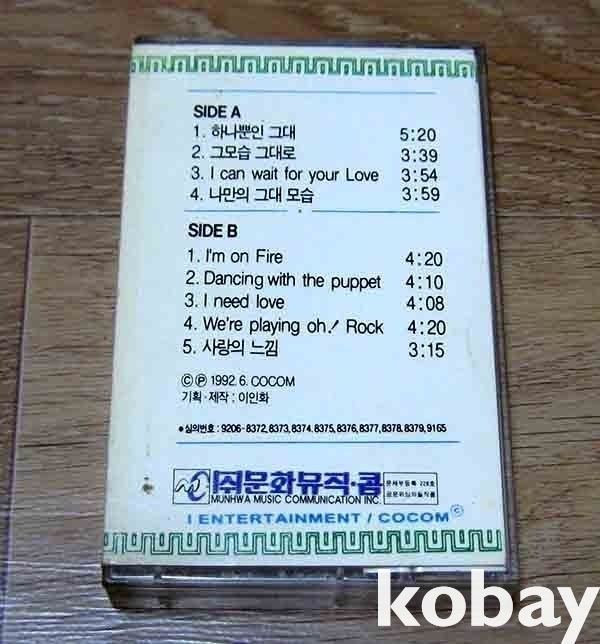 SIDE A
1. 하나뿐인 그대 5:20
2. 그모습 그대로 3:39
3. I can wait for your Love 3:54
4. 나만의 그대 모습 3:59
SIDE B
1. I'm on Fire 4:20
2. Dancing with the puppet 4:10
3. I need love 4:08
4. We're playing oh! Rock 4:20
5. 사랑의 느낌 3:15
ⒸⓅ 1992. 6. COCOM
기획·제작 : 이인화
●심의번호 : 9206-8372, 8373, 8374. 8375, 8376, 8377, 8378. 8379, 9165
(주)문화뮤직·콤
MUNHWA MUSIC COMMUNICATION INC.
I ENTERTAINMENT / COCOM ©
kobay